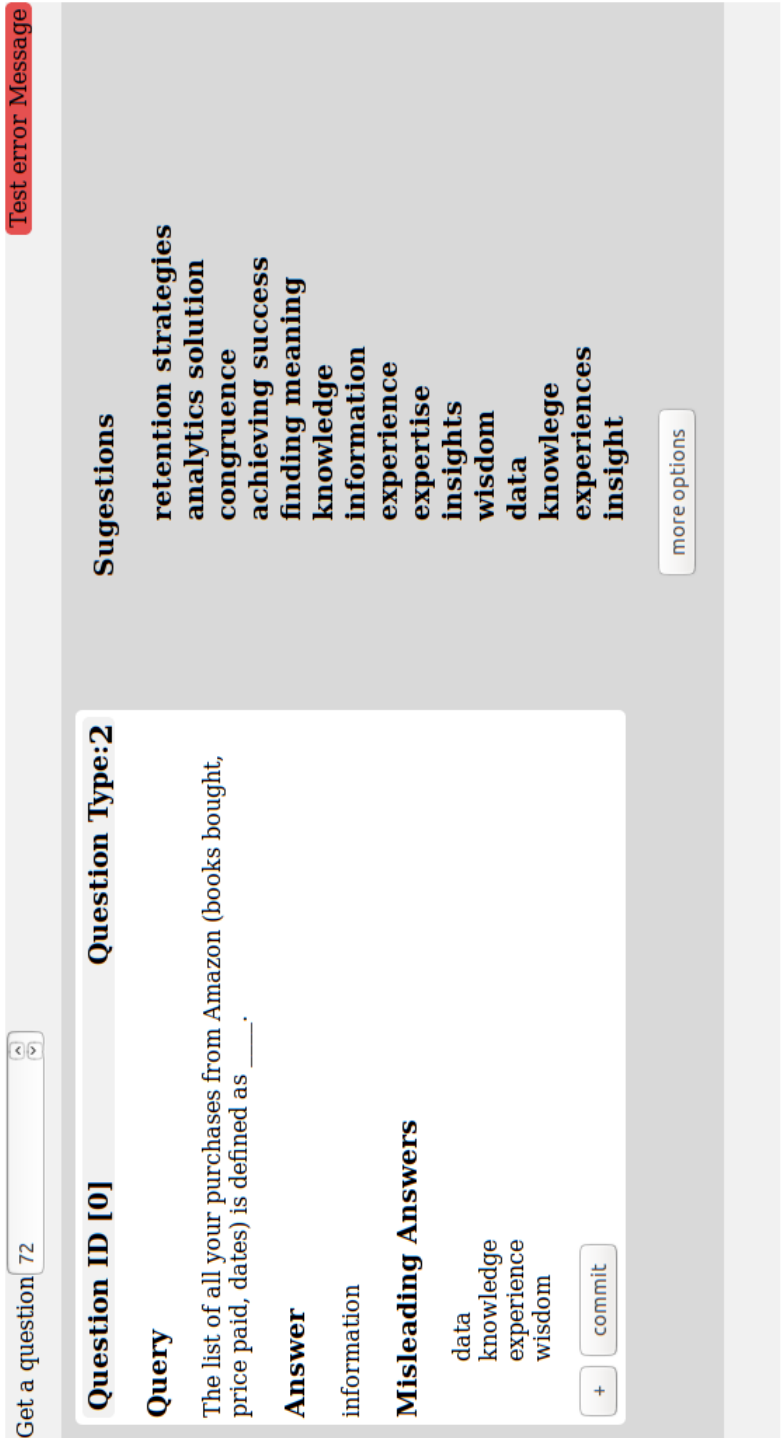 Get a question 72
Test error Message
Question ID [0] Question Type:2
Query
The list of all your purchases from Amazon (books bought,
price paid, dates) is defined as ____.
Answer
information
Misleading Answers
data
knowledge
experience
wisdom
+ commit
Sugestions
retention strategies
analytics solution
congruence
achieving success
finding meaning
knowledge
information
experience
expertise
insights
wisdom
data
knowlege
experiences
insight
more options